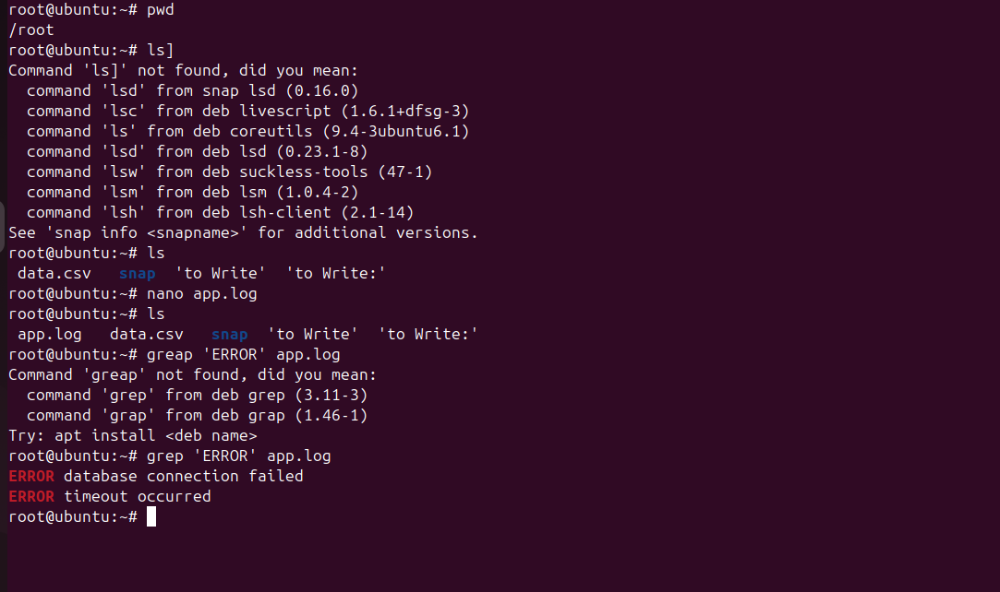 root@ubuntu:~# pwd
/root
root@ubuntu:~# ls]
Command 'ls]' not found, did you mean:
  command 'lsd' from snap lsd (0.16.0)
  command 'lsc' from deb livescript (1.6.1+dfsg-3)
  command 'ls' from deb coreutils (9.4-3ubuntu6.1)
  command 'lsd' from deb lsd (0.23.1-8)
  command 'lsw' from deb suckless-tools (47-1)
  command 'lsm' from deb lsm (1.0.4-2)
  command 'lsh' from deb lsh-client (2.1-14)
See 'snap info <snapname>' for additional versions.
root@ubuntu:~# ls
 data.csv   snap  'to Write'  'to Write:'
root@ubuntu:~# nano app.log
root@ubuntu:~# ls
 app.log   data.csv   snap  'to Write'  'to Write:'
root@ubuntu:~# greap 'ERROR' app.log
Command 'greap' not found, did you mean:
  command 'grep' from deb grep (3.11-3)
  command 'grap' from deb grap (1.46-1)
Try: apt install <deb name>
root@ubuntu:~# grep 'ERROR' app.log
ERROR database connection failed
ERROR timeout occurred
root@ubuntu:~#